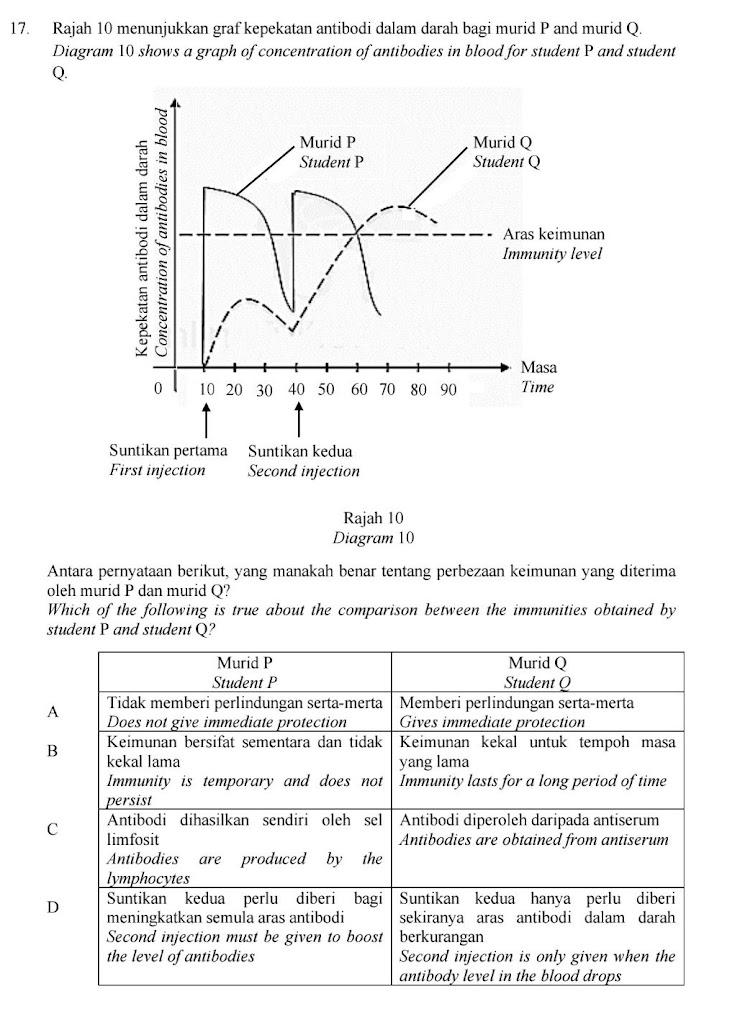 17. Rajah 10 menunjukkan graf kepekatan antibodi dalam darah bagi murid P and murid Q.
Diagram 10 shows a graph of concentration of antibodies in blood for student P and student
Q.
Kepekatan antibodi dalam darah
Concentration of antibodies in blood
Murid P
Student P
Murid Q
Student Q
Aras keimunan
Immunity level
Masa
Time
0 10 20 30 40 50 60 70 80 90
Suntikan pertama
First injection
Suntikan kedua
Second injection
Rajah 10
Diagram 10
Antara pernyataan berikut, yang manakah benar tentang perbezaan keimunan yang diterima
oleh murid P dan murid Q?
Which of the following is true about the comparison between the immunities obtained by
student P and student Q?
Murid P
Student P
Murid Q
Student Q
A
Tidak memberi perlindungan serta-merta
Does not give immediate protection
Memberi perlindungan serta-merta
Gives immediate protection
B
Keimunan bersifat sementara dan tidak
kekal lama
Immunity is temporary and does not
persist
Keimunan kekal untuk tempoh masa
yang lama
Immunity lasts for a long period of time
C
Antibodi dihasilkan sendiri oleh sel
limfosit
Antibodies are produced by the
lymphocytes
Antibodi diperoleh daripada antiserum
Antibodies are obtained from antiserum
D
Suntikan kedua perlu diberi bagi
meningkatkan semula aras antibodi
Second injection must be given to boost
the level of antibodies
Suntikan kedua hanya perlu diberi
sekiranya aras antibodi dalam darah
berkurangan
Second injection is only given when the
antibody level in the blood drops